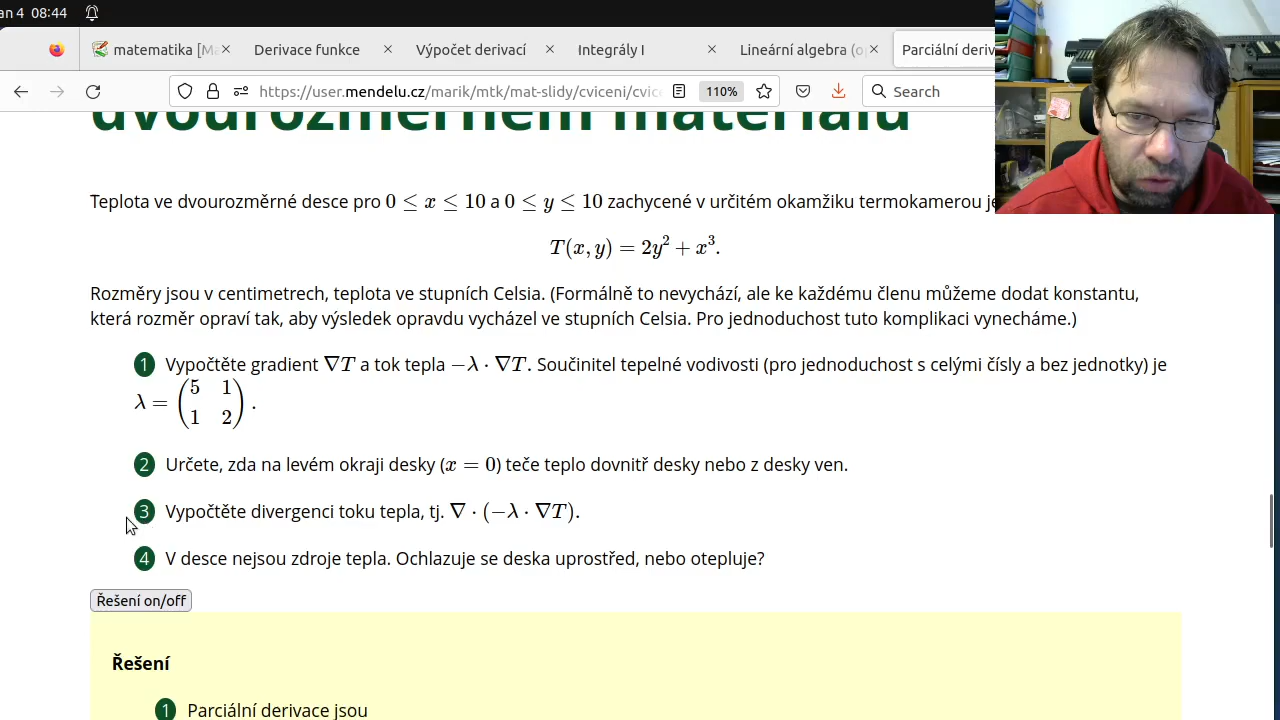 an 4 08:44
matematika [Ma
Derivace funkce
Výpočet derivací
Integrály I
Lineární algebra (o
Parciální deriv
https://user.mendelu.cz/marik/mtk/mat-slidy/cviceni/cvice
110%
Search
dvourozměrném materiálu
Teplota ve dvourozměrné desce pro 0 ≤ x ≤ 10 a 0 ≤ y ≤ 10 zachycené v určitém okamžiku termokamerou je
T(x, y) = 2y² + x³.
Rozměry jsou v centimetrech, teplota ve stupních Celsia. (Formálně to nevychází, ale ke každému členu můžeme dodat konstantu,
která rozměr opraví tak, aby výsledek opravdu vycházel ve stupních Celsia. Pro jednoduchost tuto komplikaci vynecháme.)
1 Vypočtěte gradient ∇T a tok tepla −λ · ∇T. Součinitel tepelné vodivosti (pro jednoduchost s celými čísly a bez jednotky) je
λ = (5 1
1 2).
2 Určete, zda na levém okraji desky (x = 0) teče teplo dovnitř desky nebo z desky ven.
3 Vypočtěte divergenci toku tepla, tj. ∇ · (−λ · ∇T).
4 V desce nejsou zdroje tepla. Ochlazuje se deska uprostřed, nebo otepluje?
Řešení on/off
Řešení
1 Parciální derivace jsou